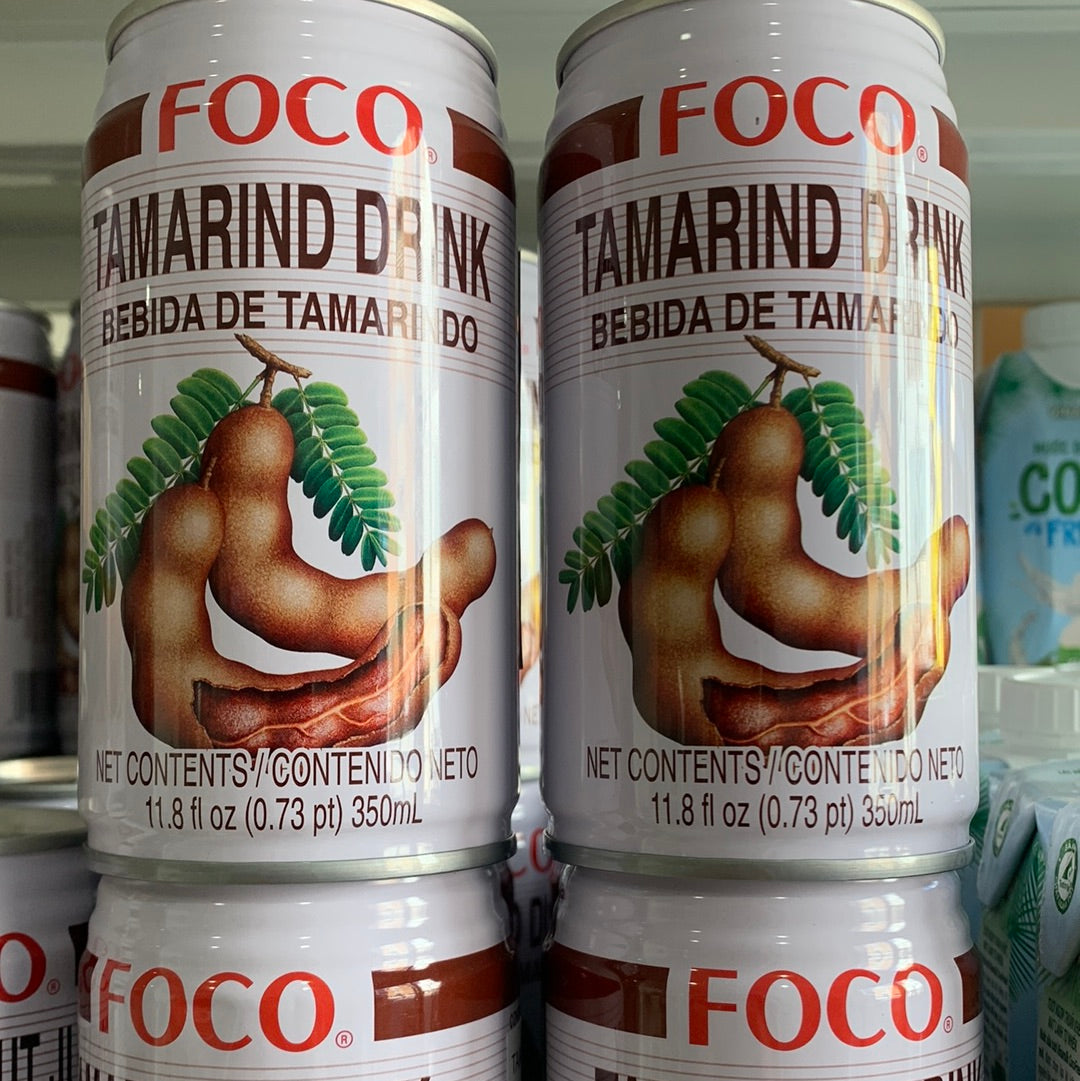 FOCO®
TAMARIND DRINK
BEBIDA DE TAMARINDO
NET CONTENTS / CONTENIDO NETO
11.8 fl oz (0.73 pt) 350mL
FOCO®
TAMARIND DRINK
BEBIDA DE TAMARINDO
NET CONTENTS / CONTENIDO NETO
11.8 fl oz (0.73 pt) 350mL
FOCO®
FOCO®